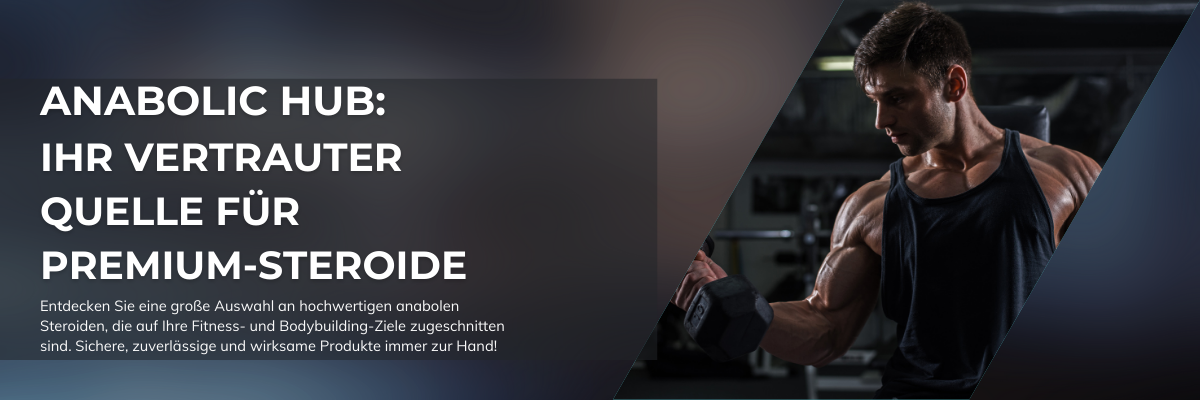 ANABOLIC HUB:
IHR VERTRAUTER
QUELLE FÜR
PREMIUM-STEROIDE
Entdecken Sie eine große Auswahl an hochwertigen anabolen
Steroiden, die auf Ihre Fitness- und Bodybuilding-Ziele zugeschnitten
sind. Sichere, zuverlässige und wirksame Produkte immer zur Hand!